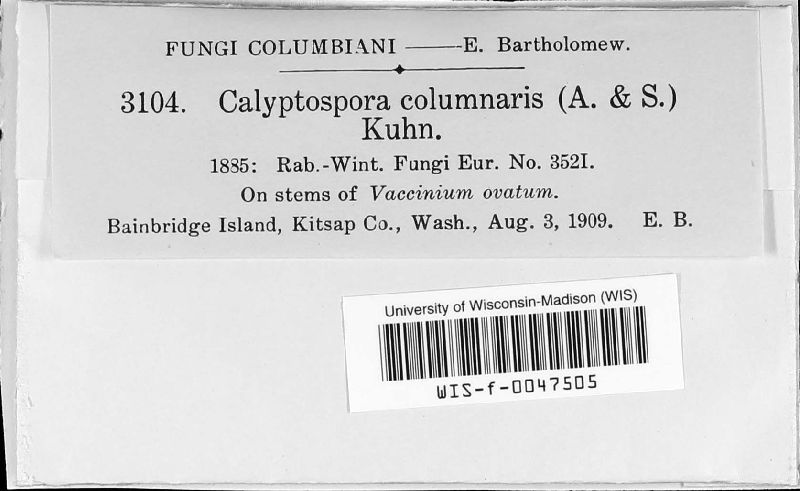 FUNGI COLUMBIANI ——E. Bartholomew.
3104. Calyptospora columnaris (A. & S.)
Kuhn.
1885: Rab.-Wint. Fungi Eur. No. 352I.
On stems of Vaccinium ovatum.
Bainbridge Island, Kitsap Co., Wash., Aug. 3, 1909. E. B.
University of Wisconsin-Madison (WIS)
WIS-f-0047505